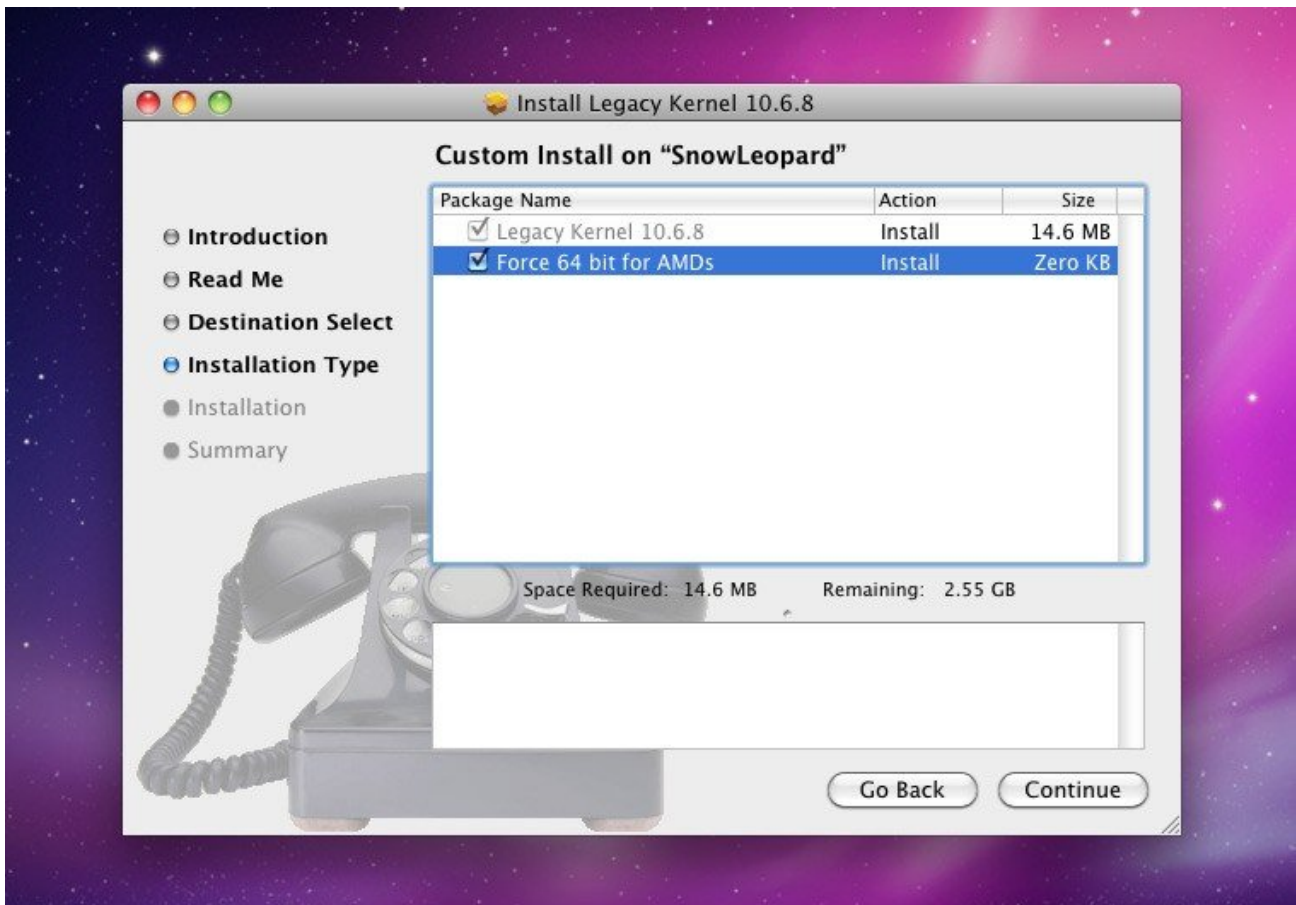 Install Legacy Kernel 10.6.8
Custom Install on “SnowLeopard”
Package Name Action Size
Legacy Kernel 10.6.8 Install 14.6 MB
Force 64 bit for AMDs Install Zero KB
Introduction
Read Me
Destination Select
Installation Type
Installation
Summary
Space Required: 14.6 MB Remaining: 2.55 GB
Go Back Continue